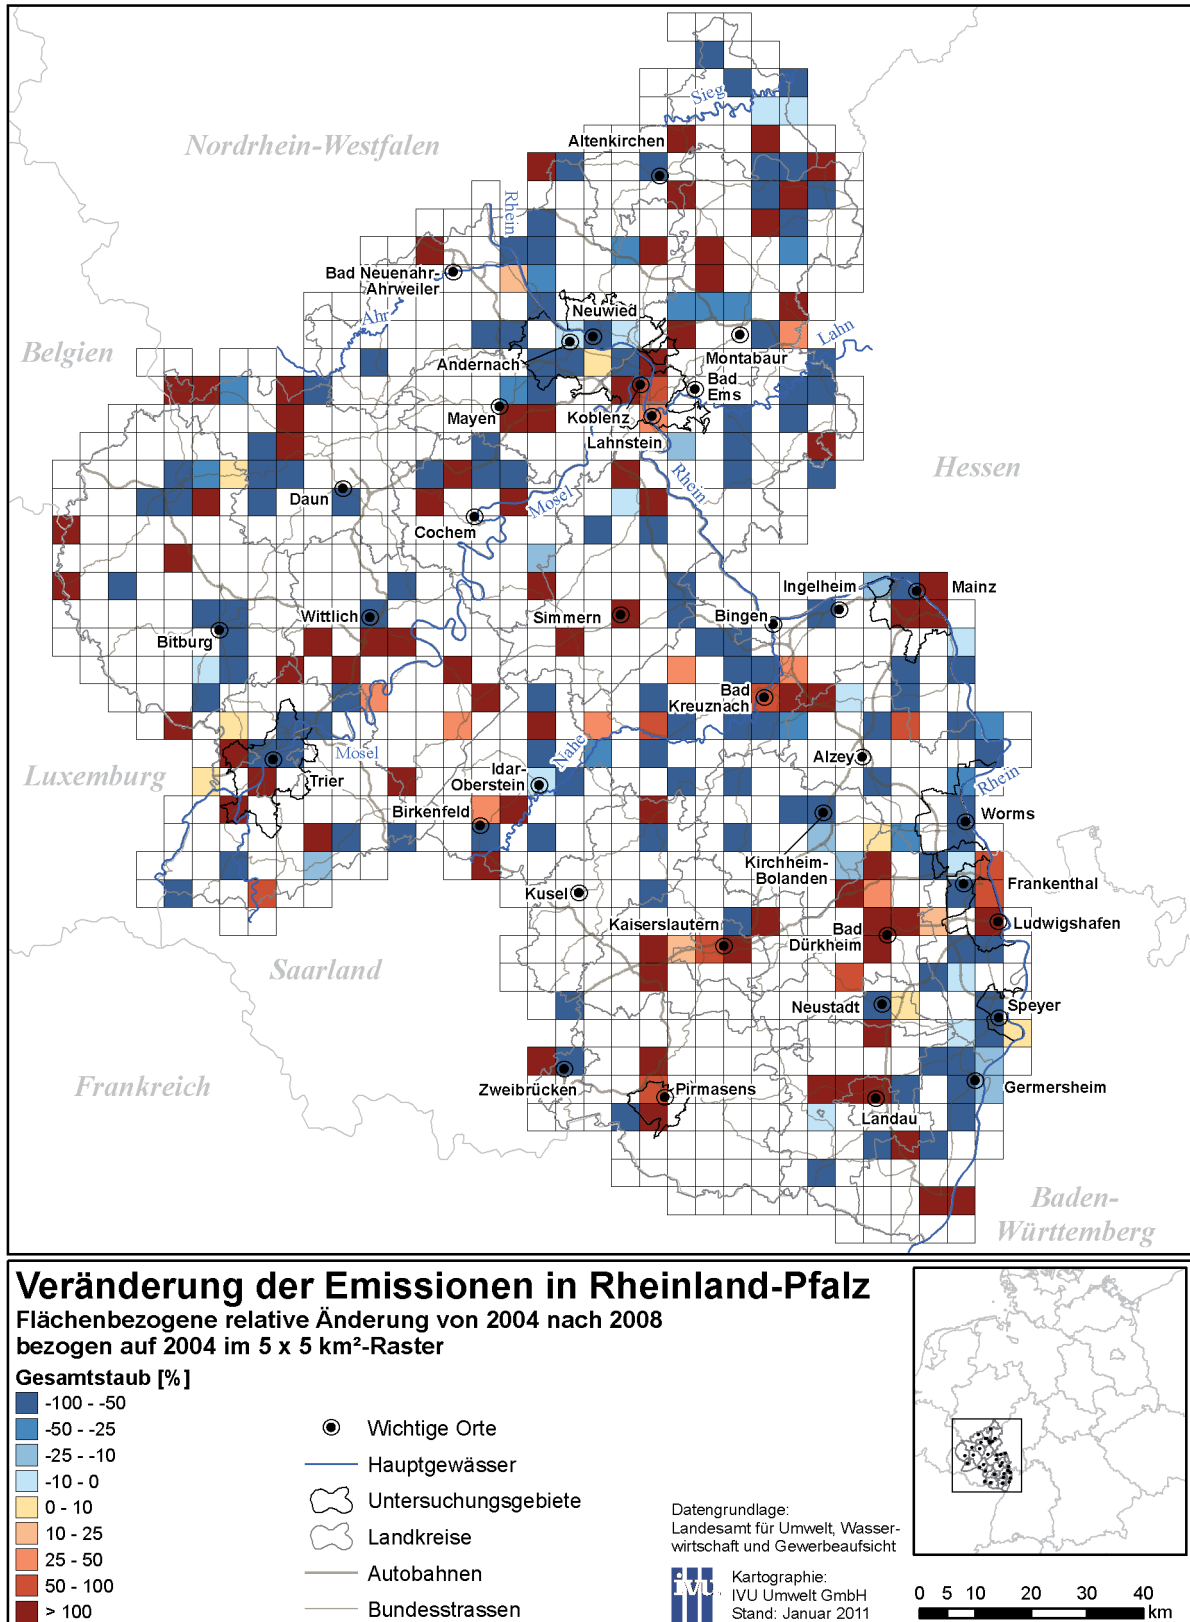 Sieg
Altenkirchen
Nordrhein-Westfalen
Rhein
Bad Neuenahr-
Ahrweiler
Ahr
Neuwied
Lahn
Belgien
Andernach
Montabaur
Bad
Ems
Mayen
Koblenz
Lahnstein
Rhein
Hessen
Daun
Mosel
Cochem
Ingelheim
Mainz
Wittlich
Simmern
Bingen
Bitburg
Bad
Kreuznach
Mosel
Nahe
Alzey
Luxemburg
Trier
Idar-
Oberstein
Rhein
Birkenfeld
Worms
Kirchheim-
Bolanden
Kusel
Frankenthal
Kaiserslautern
Bad
Dürkheim
Ludwigshafen
Saarland
Neustadt
Speyer
Frankreich
Zweibrücken
Pirmasens
Germersheim
Landau
Baden-
Württemberg
Veränderung der Emissionen in Rheinland-Pfalz
Flächenbezogene relative Änderung von 2004 nach 2008
bezogen auf 2004 im 5 x 5 km²-Raster
Gesamtstaub [%]
-100 - -50
-50 - -25
-25 - -10
-10 - 0
0 - 10
10 - 25
25 - 50
50 - 100
> 100
Wichtige Orte
Hauptgewässer
Untersuchungsgebiete
Landkreise
Autobahnen
Bundesstrassen
Datengrundlage:
Landesamt für Umwelt, Wasser-
wirtschaft und Gewerbeaufsicht
ivu
Kartographie:
IVU Umwelt GmbH
Stand: Januar 2011
0 5 10 20 30 40
km